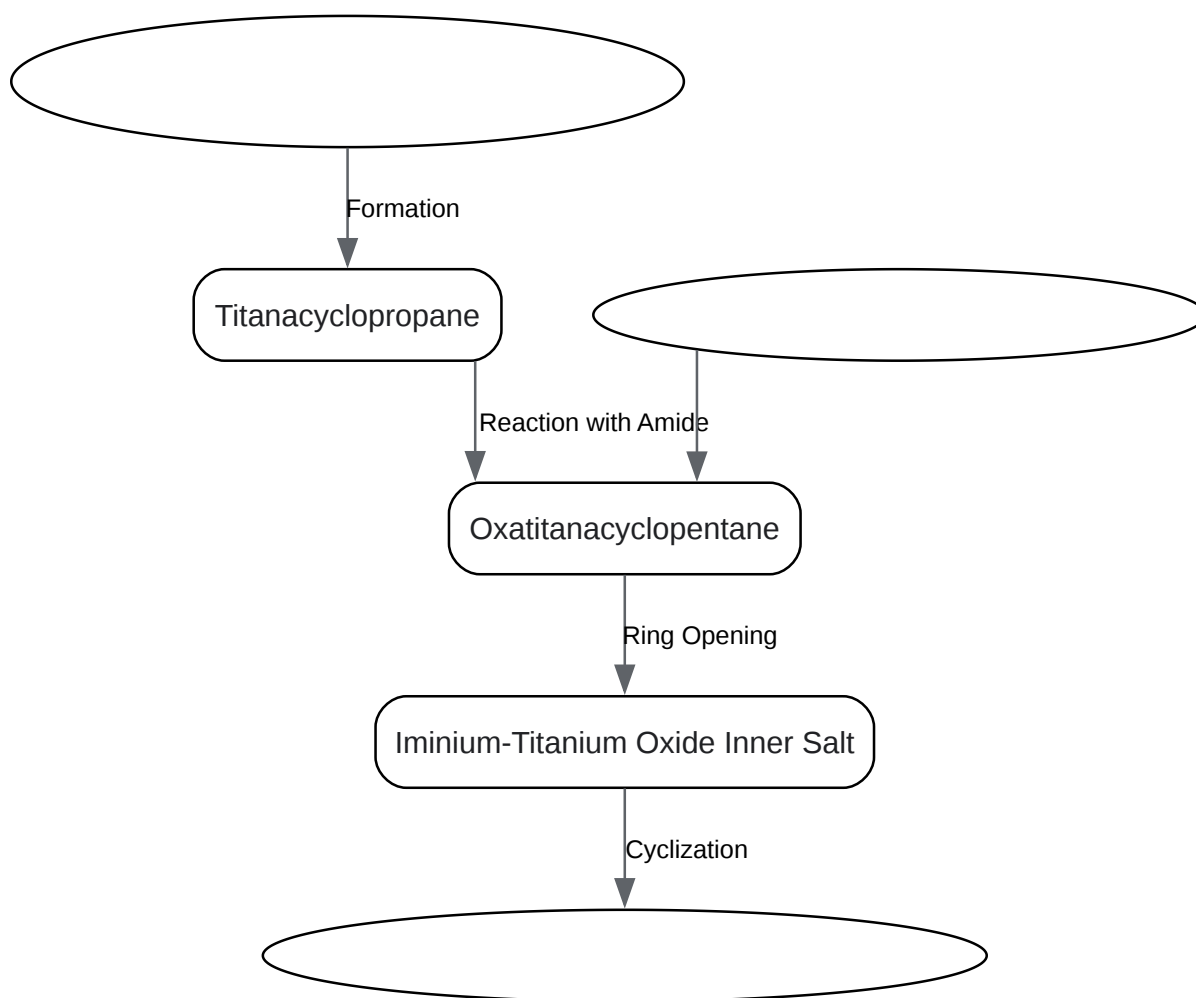 Formation
Titanacyclopropane
Reaction with Amide
Oxatitanacyclopentane
Ring Opening
Iminium-Titanium Oxide Inner Salt
Cyclization